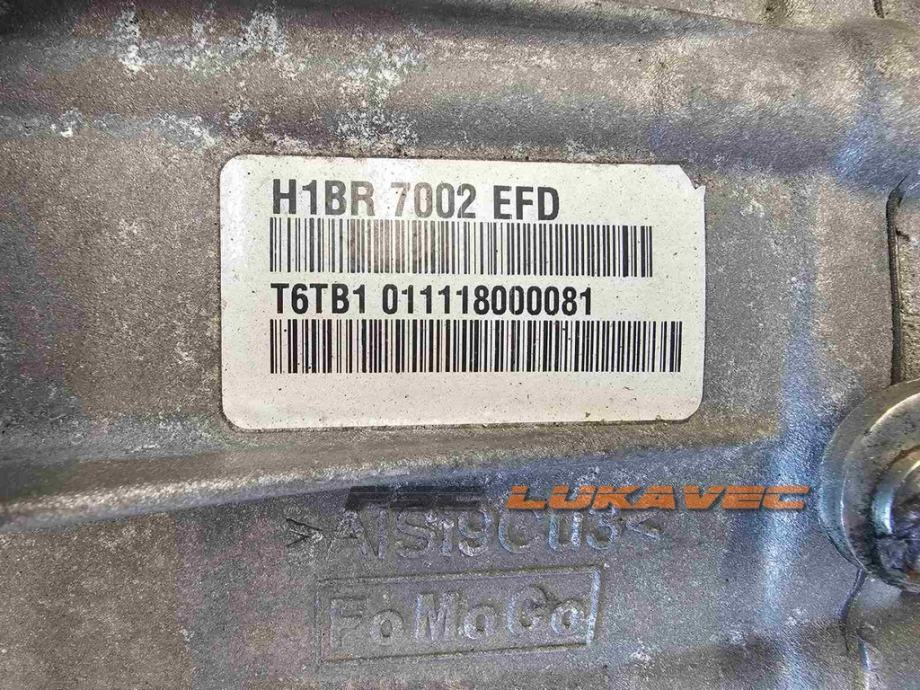 H1BR 7002 EFD
T6TB1 011118000081
LUKAVEC
>AlSi9Cu3<
FoMoCo